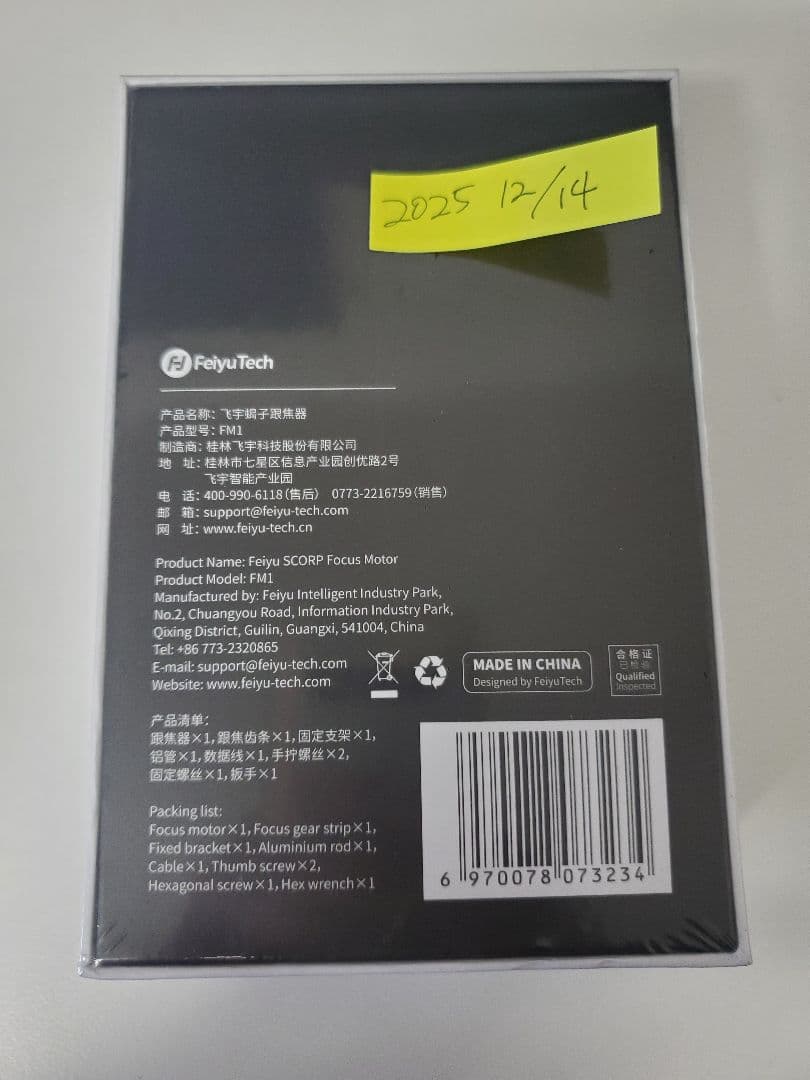 2025 12/14
FeiyuTech
产品名称：飞宇蝎子跟焦器
产品型号：FM1
制造商：桂林飞宇科技股份有限公司
地 址：桂林市七星区信息产业园创优路2号
飞宇智能产业园
电 话：400-990-6118（售后） 0773-2216759（销售）
邮 箱：support@feiyu-tech.com
网 址：www.feiyu-tech.cn
Product Name: Feiyu SCORP Focus Motor
Product Model: FM1
Manufactured by: Feiyu Intelligent Industry Park,
No.2, Chuangyou Road, Information Industry Park,
Qixing District, Guilin, Guangxi, 541004, China
Tel: +86 773-2320865
E-mail: support@feiyu-tech.com
Website: www.feiyu-tech.com
MADE IN CHINA
Designed by FeiyuTech
合格证
已检验
Qualified
Inspected
产品清单：
跟焦器×1，跟焦齿条×1，固定支架×1，
铝管×1，数据线×1，手拧螺丝×2，
固定螺丝×1，扳手×1
Packing list:
Focus motor×1, Focus gear strip×1,
Fixed bracket×1, Aluminium rod×1,
Cable×1, Thumb screw×2,
Hexagonal screw×1, Hex wrench×1
6 970078 073234